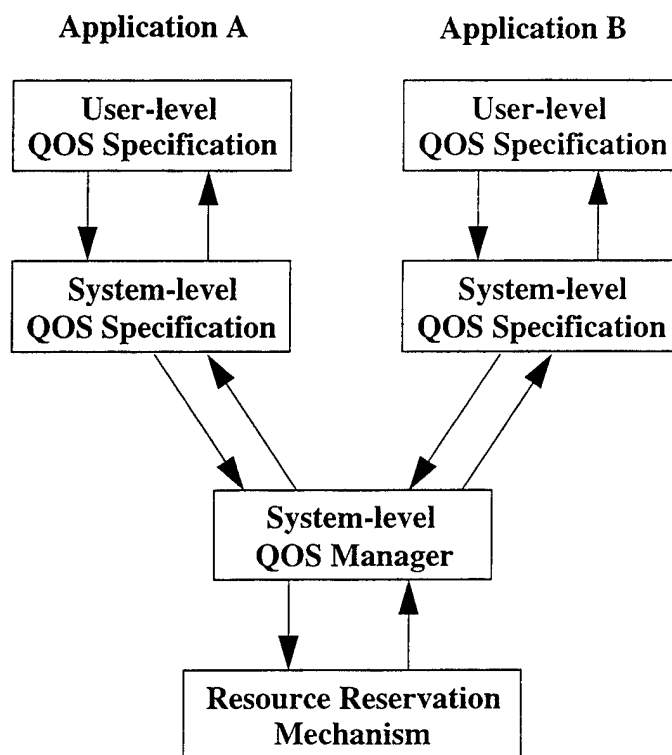 Application A
Application B
User-level
QOS Specification
User-level
QOS Specification
System-level
QOS Specification
System-level
QOS Specification
System-level
QOS Manager
Resource Reservation
Mechanism